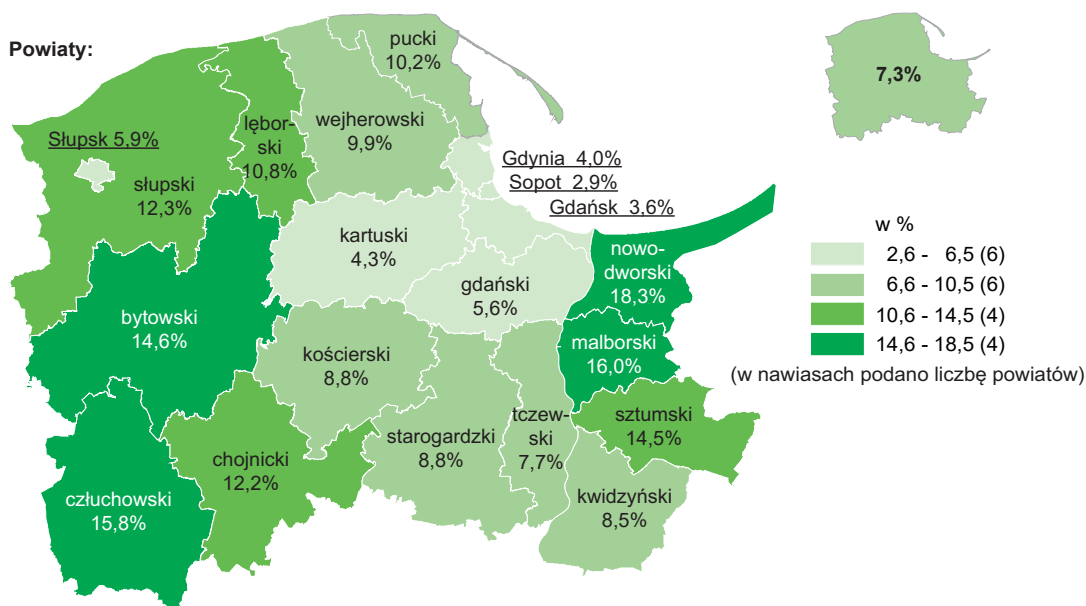 Powiaty:
pucki
10,2%
7,3%
wejherowski
9,9%
lębor-
ski
10,8%
Słupsk 5,9%
słupski
12,3%
Gdynia 4,0%
Sopot 2,9%
Gdańsk 3,6%
kartuski
4,3%
gdański
5,6%
nowo-
dworski
18,3%
bytowski
14,6%
kościerski
8,8%
malborski
16,0%
człuchowski
15,8%
chojnicki
12,2%
starogardzki
8,8%
tczew-
ski
7,7%
sztumski
14,5%
kwidzyński
8,5%
w %
2,6 - 6,5 (6)
6,6 - 10,5 (6)
10,6 - 14,5 (4)
14,6 - 18,5 (4)
(w nawiasach podano liczbę powiatów)